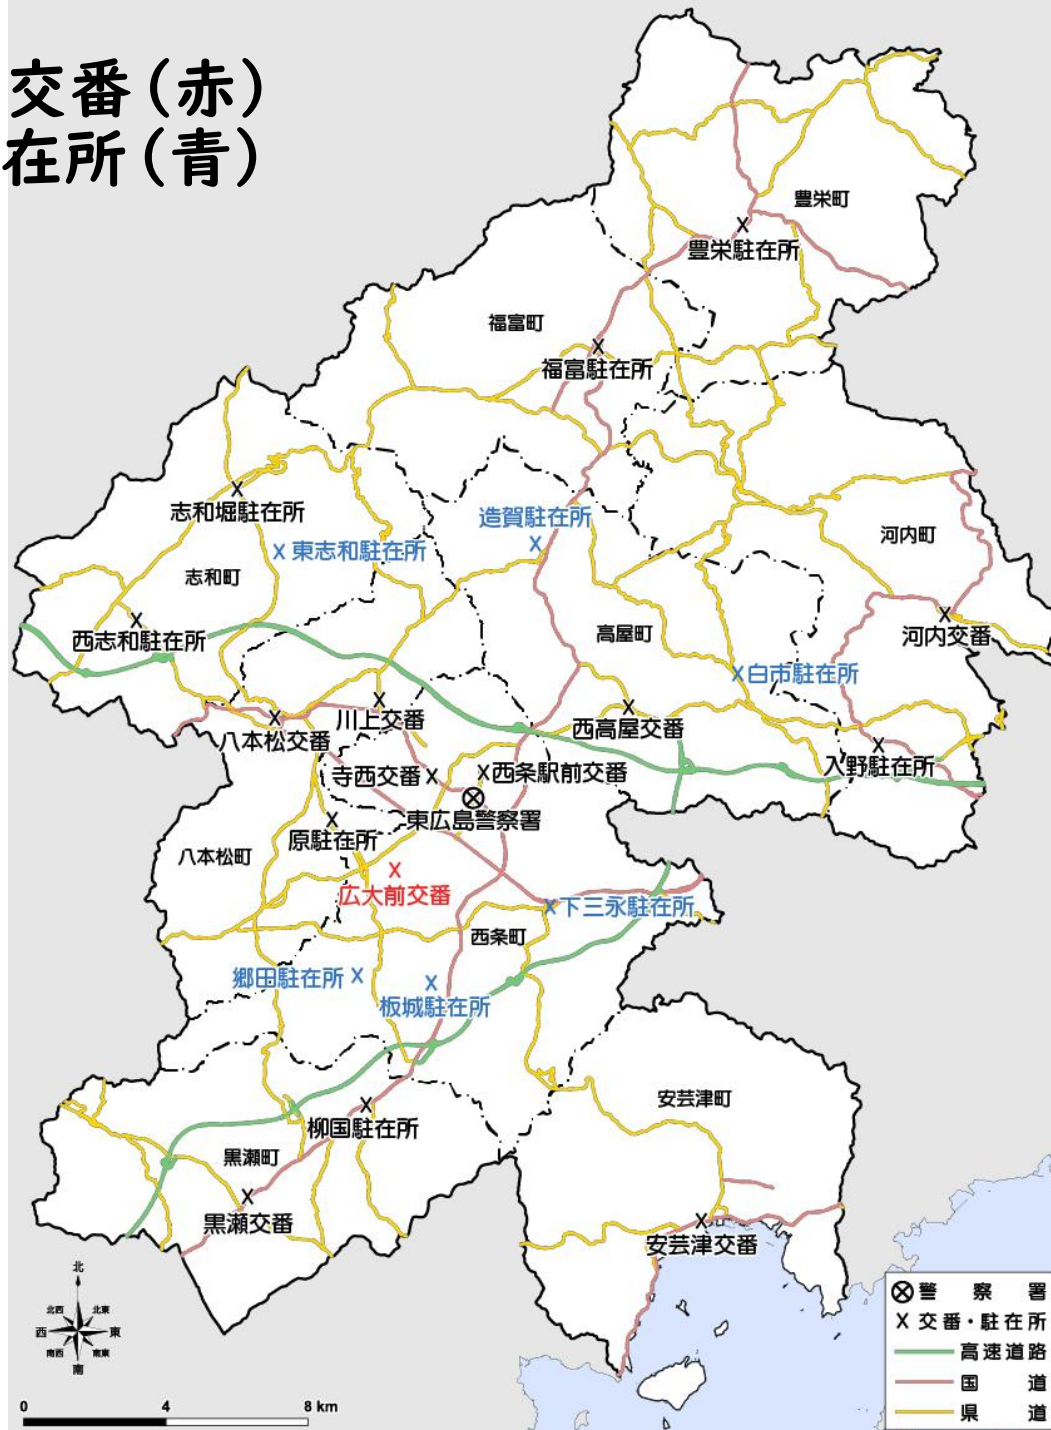 交番(赤)
在所(青)
豊栄町
豊栄駐在所
福富町
福富駐在所
志和堀駐在所
造賀駐在所
東志和駐在所
河内町
志和町
西志和駐在所
高屋町
河内交番
白市駐在所
川上交番
西高屋交番
八本松交番
入野駐在所
寺西交番
西条駅前交番
東広島警察署
原駐在所
八本松町
広大前交番
下三永駐在所
西条町
郷田駐在所
板城駐在所
安芸津町
柳国駐在所
黒瀬町
黒瀬交番
安芸津交番
北
北西 北東
西 東
南西 南東
南
警察署
交番・駐在所
高速道路
国道
県道
0 4 8 km